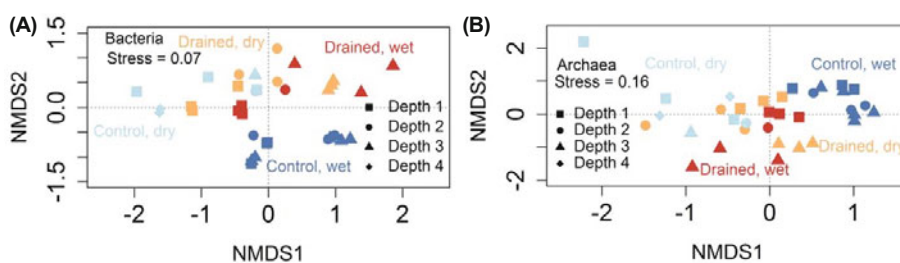 (A)
Bacteria
Stress = 0.07
Drained, dry
Drained, wet
Control, dry
Control, wet
Depth 1
Depth 2
Depth 3
Depth 4
NMDS2
1.5
0.0
-1.5
-2 -1 0 1 2
NMDS1
(B)
Archaea
Stress = 0.16
Control, dry
Control, wet
Depth 1
Depth 2
Depth 3
Depth 4
Drained, dry
Drained, wet
NMDS2
2
0
-2
-2 -1 0 1
NMDS1